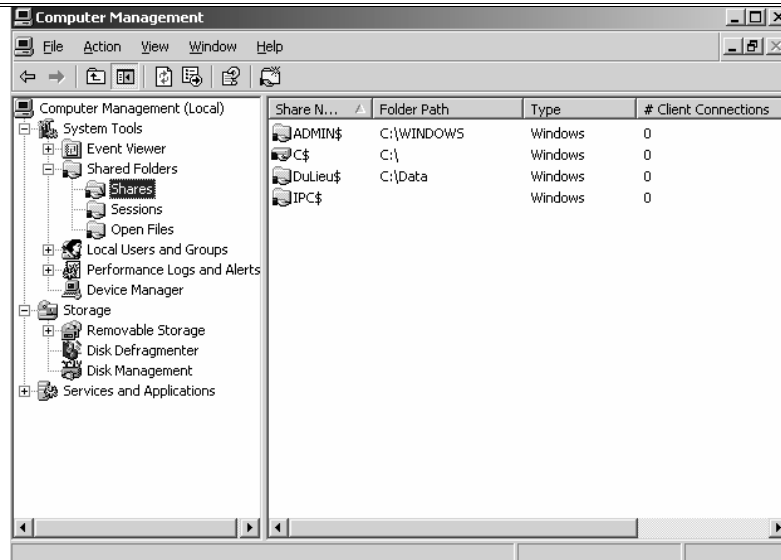 Computer Management
File Action View Window Help
Computer Management (Local)
System Tools
Event Viewer
Shared Folders
Shares
Sessions
Open Files
Local Users and Groups
Performance Logs and Alerts
Device Manager
Storage
Removable Storage
Disk Defragmenter
Disk Management
Services and Applications
Share N... Folder Path Type # Client Connections
ADMIN$ C:\WINDOWS Windows 0
C$ C:\ Windows 0
DuLieu$ C:\Data Windows 0
IPC$ Windows 0